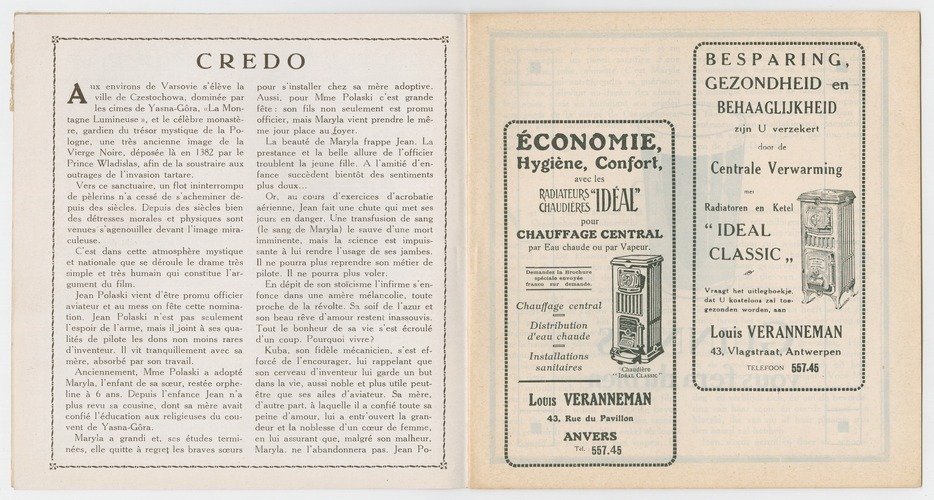 CREDO
Aux environs de Varsovie s'élève la
ville de Czestochowa, dominée par
les cimes de Yasna-Gôra, «La Mon-
tagne Lumineuse», et le célèbre monastè-
re, gardien du trésor mystique de la Po-
logne, une très ancienne image de la
Vierge Noire, déposée là en 1382 par le
Prince Wladislas, afin de la soustraire aux
outrages de l'invasion tartare.
Vers ce sanctuaire, un flot ininterrompu
de pèlerins n'a cessé de s'acheminer de-
puis des siècles. Depuis des siècles bien
des détresses morales et physiques sont
venues s'agenouiller devant l'image mira-
culeuse.
C'est dans cette atmosphère mystique
et nationale que se déroule le drame très
simple et très humain qui constitue l'ar-
gument du film.
Jean Polaski vient d'être promu officier
aviateur et au mess on fête cette nomina-
tion. Jean Polaski n'est pas seulement
l'espoir de l'arme, mais il joint à ses qua-
lités de pilote les dons non moins rares
d'inventeur. Il vit tranquillement avec sa
mère, absorbé par son travail.
Anciennement, Mme Polaski a adopté
Maryla, l'enfant de sa sœur, restée orphe-
line à 6 ans. Depuis l'enfance Jean n'a
plus revu sa cousine, dont sa mère avait
confié l'éducation aux religieuses du cou-
vent de Yasna-Gôra.
Maryla a grandi et, ses études termi-
nées, elle quitte à regret les braves sœurs
pour s'installer chez sa mère adoptive.
Aussi, pour Mme Polaski c'est grande
fête : son fils non seulement est promu
officier, mais Maryla vient prendre le mê-
me jour place au foyer.
La beauté de Maryla frappe Jean. La
prestance et la belle allure de l'officier
troublent la jeune fille. A l'amitié d'en-
fance succèdent bientôt des sentiments
plus doux...
Or, au cours d'exercices d'acrobatie
aérienne, Jean fait une chute qui met ses
jours en danger. Une transfusion de sang
(le sang de Maryla) le sauve d'une mort
imminente, mais la science est impuis-
sante à lui rendre l'usage de ses jambes.
Il ne pourra plus reprendre son métier de
pilote. Il ne pourra plus voler.
En dépit de son stoïcisme l'infirme s'en-
fonce dans une amère mélancolie, toute
proche de la révolte. Sa soif de l'azur et
son beau rêve d'amour restent inassouvis.
Tout le bonheur de sa vie s'est écroulé
d'un coup. Pourquoi vivre?
Kuba, son fidèle mécanicien, s'est ef-
forcé de l'encourager, lui rappelant que
son cerveau d'inventeur lui garde un but
dans la vie, aussi noble et plus utile peut-
être que ses ailes d'aviateur. Sa mère,
d'autre part, à laquelle il a confié toute sa
peine d'amour, lui a entr'ouvert la gran-
deur et la noblesse d'un cœur de femme,
en lui assurant que, malgré son malheur,
Maryla. ne l'abandonnera pas. Jean Po-
ÉCONOMIE,
Hygiène, Confort,
avec les
RADIATEURS
CHAUDIÈRES "IDÉAL"
pour
CHAUFFAGE CENTRAL
par Eau chaude ou par Vapeur.
Demandez la Brochure
spéciale envoyée
franco sur demande.
Chauffage central
Distribution
d'eau chaude
Installations
sanitaires
Chaudière
"IDEAL CLASSIC"
Louis VERANNEMAN
43, Rue du Pavillon
ANVERS
Tél. 557.45
BESPARING,
GEZONDHEID en
BEHAAGLIJKHEID
zijn U verzekert
door de
Centrale Verwarming
met
Radiatoren en Ketel
"IDEAL
CLASSIC„
Vraagt het uitlegboekje,
dat U kosteloos zal toe-
gezonden worden, aan
Louis VERANNEMAN
43, Vlagstraat, Antwerpen
TELEFOON 557.45